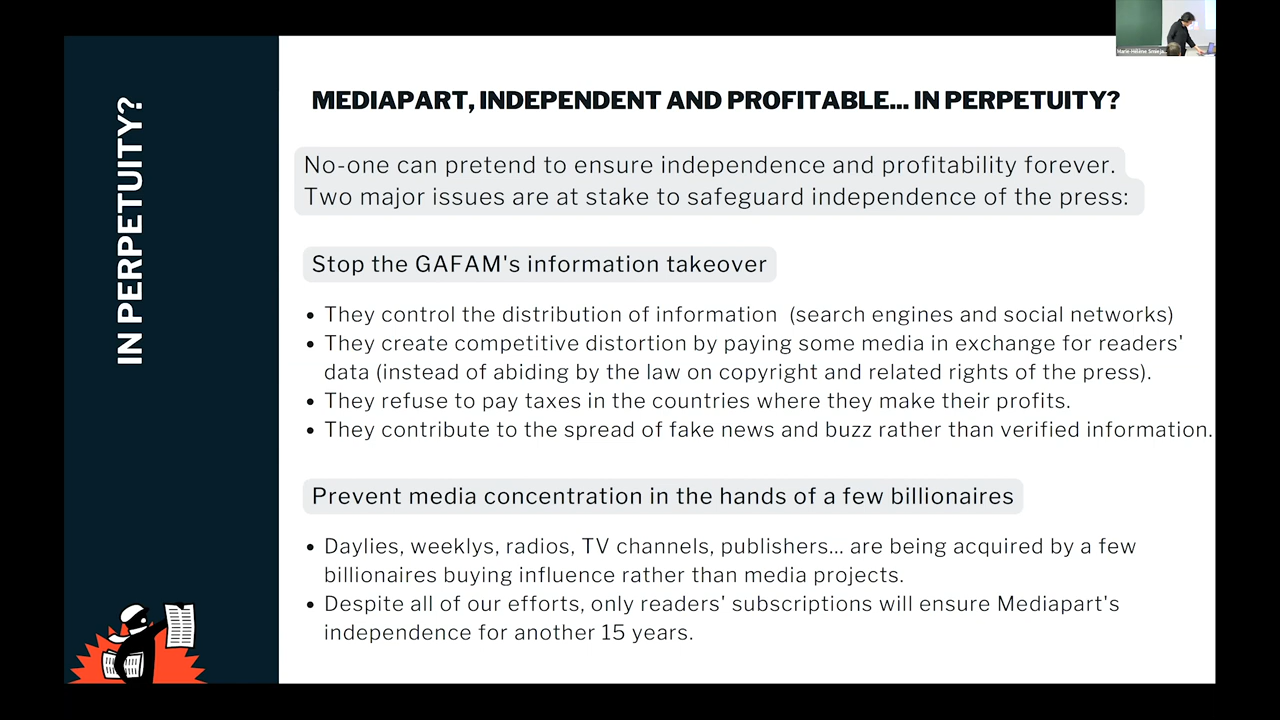 Marie-Hélène Smieja...
IN PERPETUITY?
MEDIAPART, INDEPENDENT AND PROFITABLE... IN PERPETUITY?
No-one can pretend to ensure independence and profitability forever.
Two major issues are at stake to safeguard independence of the press:
Stop the GAFAM's information takeover
• They control the distribution of information (search engines and social networks)
• They create competitive distortion by paying some media in exchange for readers'
data (instead of abiding by the law on copyright and related rights of the press).
• They refuse to pay taxes in the countries where they make their profits.
• They contribute to the spread of fake news and buzz rather than verified information.
Prevent media concentration in the hands of a few billionaires
• Daylies, weeklys, radios, TV channels, publishers... are being acquired by a few
billionaires buying influence rather than media projects.
• Despite all of our efforts, only readers' subscriptions will ensure Mediapart's
independence for another 15 years.